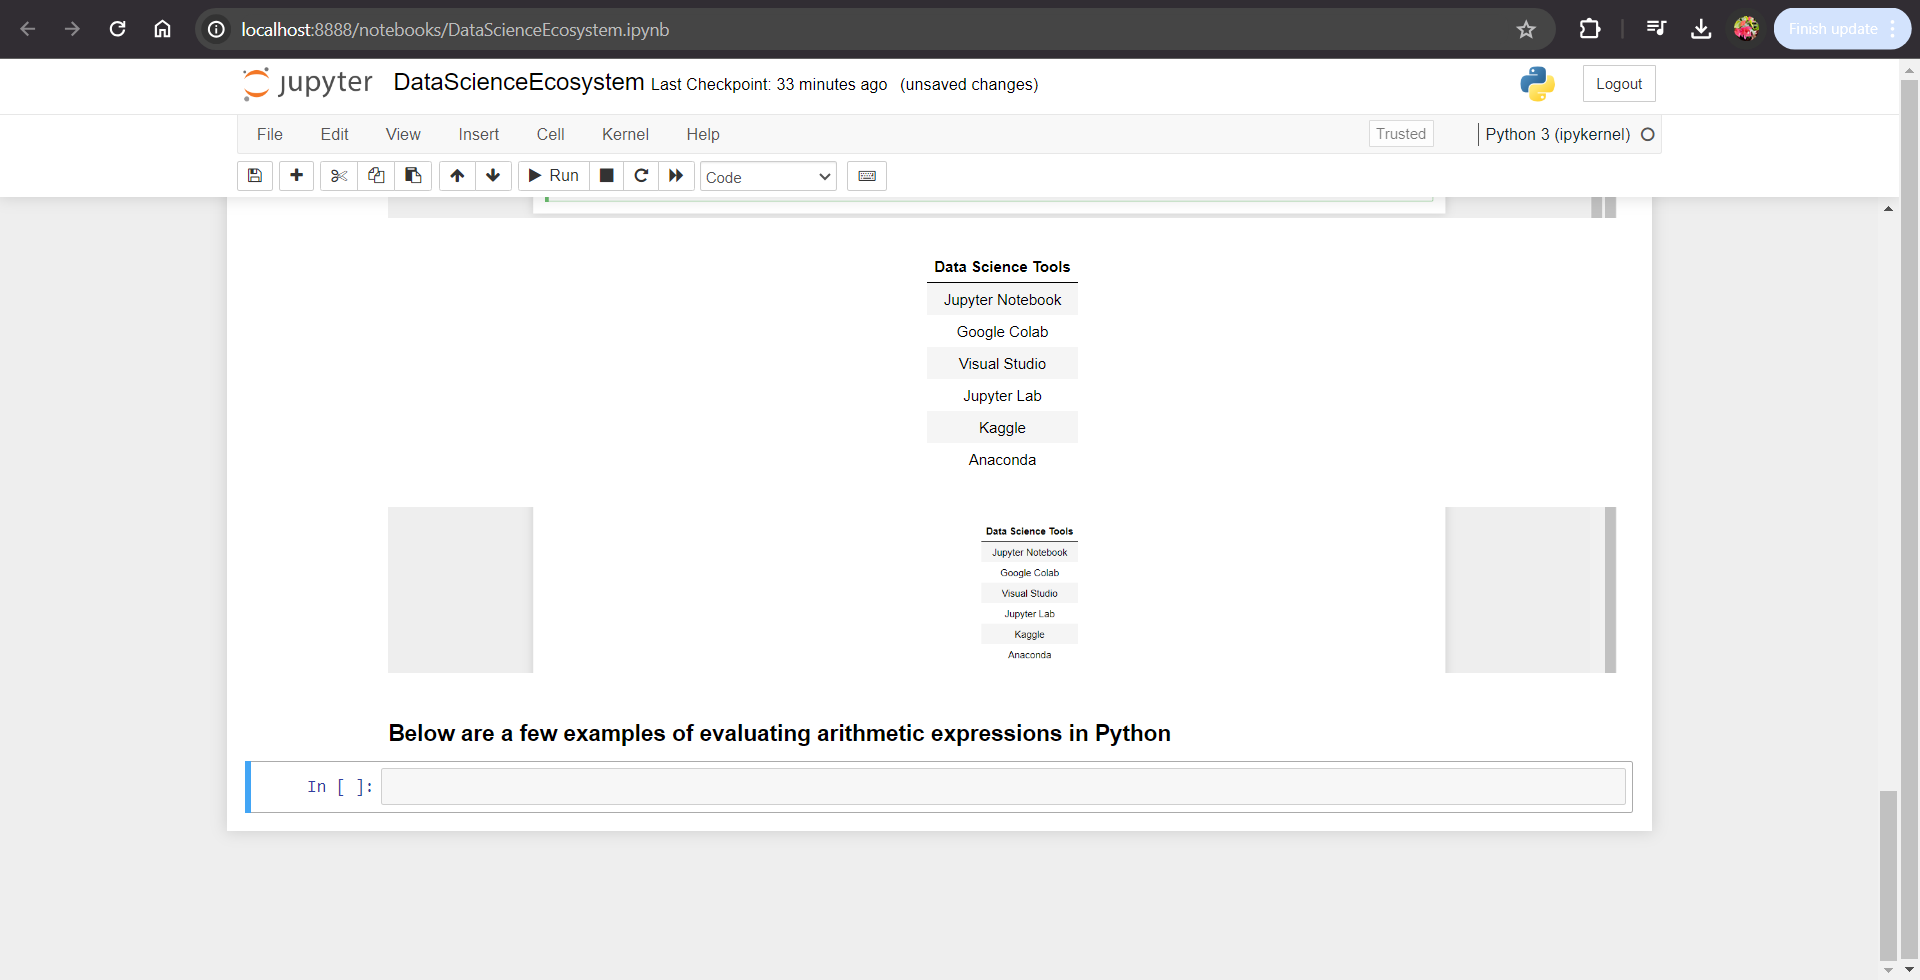 localhost:8888/notebooks/DataScienceEcosystem.ipynb
Finish update
jupyter DataScienceEcosystem Last Checkpoint: 33 minutes ago (unsaved changes)
Logout
File Edit View Insert Cell Kernel Help
Trusted
Python 3 (ipykernel)
Run
Code
Data Science Tools
Jupyter Notebook
Google Colab
Visual Studio
Jupyter Lab
Kaggle
Anaconda
Data Science Tools
Jupyter Notebook
Google Colab
Visual Studio
Jupyter Lab
Kaggle
Anaconda
Below are a few examples of evaluating arithmetic expressions in Python
In [ ]: